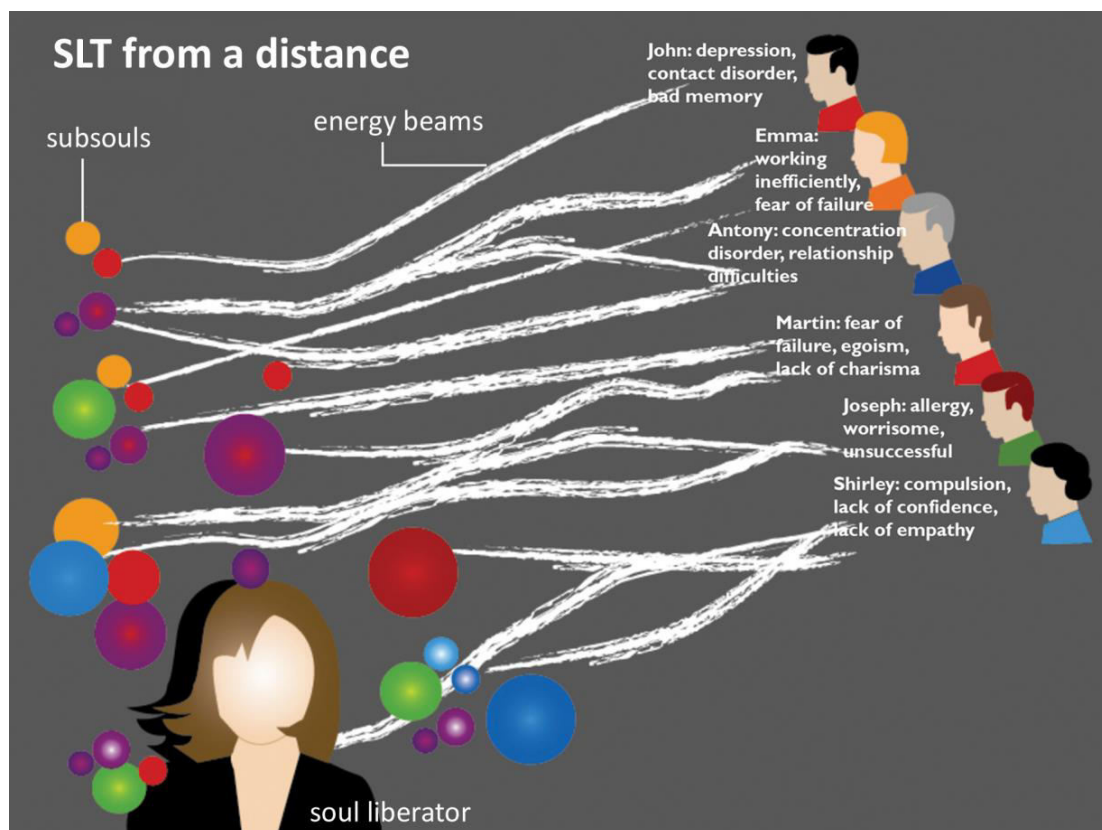 SLT from a distance
subsouls
energy beams
John: depression,
contact disorder,
bad memory
Emma:
working
inefficiently,
fear of failure
Antony: concentration
disorder, relationship
difficulties
Martin: fear of
failure, egoism,
lack of charisma
Joseph: allergy,
worrisome,
unsuccessful
Shirley: compulsion,
lack of confidence,
lack of empathy
soul liberator